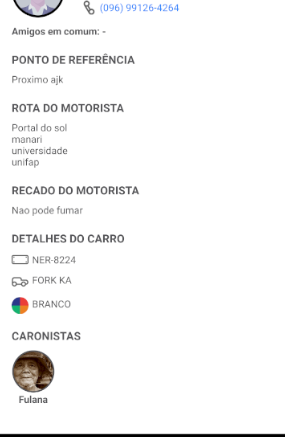 (096) 99126-4264
Amigos em comum: -
PONTO DE REFERÊNCIA
Proximo ajk
ROTA DO MOTORISTA
Portal do sol
manari
universidade
unifap
RECADO DO MOTORISTA
Nao pode fumar
DETALHES DO CARRO
NER-8224
FORK KA
BRANCO
CARONISTAS
Fulana